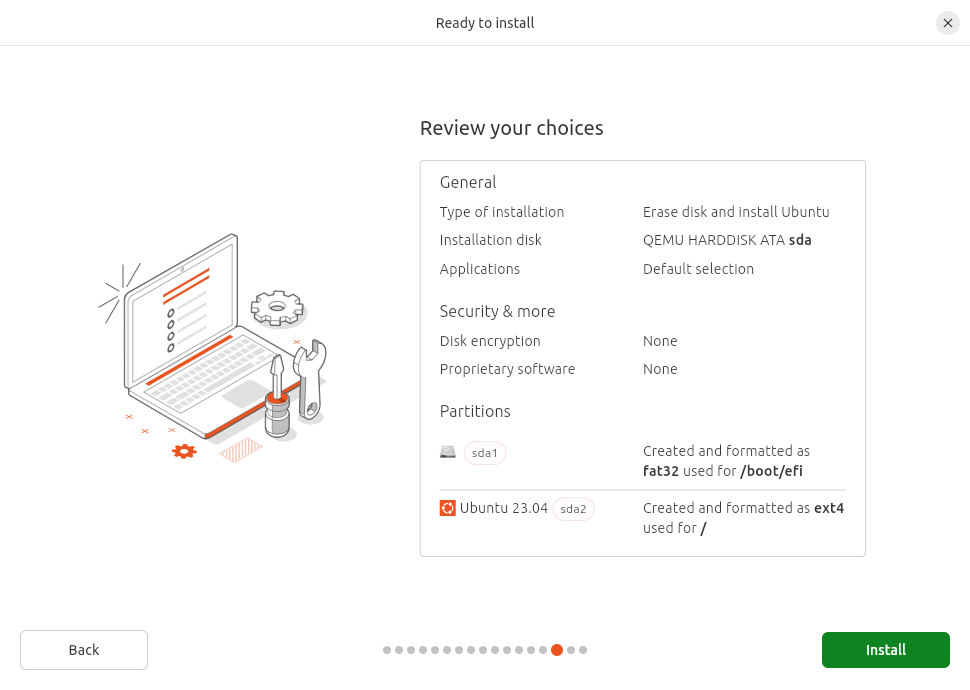 Ready to install
Review your choices
General
Type of installation Erase disk and install Ubuntu
Installation disk QEMU HARDDISK ATA sda
Applications Default selection
Security & more
Disk encryption None
Proprietary software None
Partitions
sda1 Created and formatted as
fat32 used for /boot/efi
Ubuntu 23.04 sda2 Created and formatted as ext4
used for /
Back Install